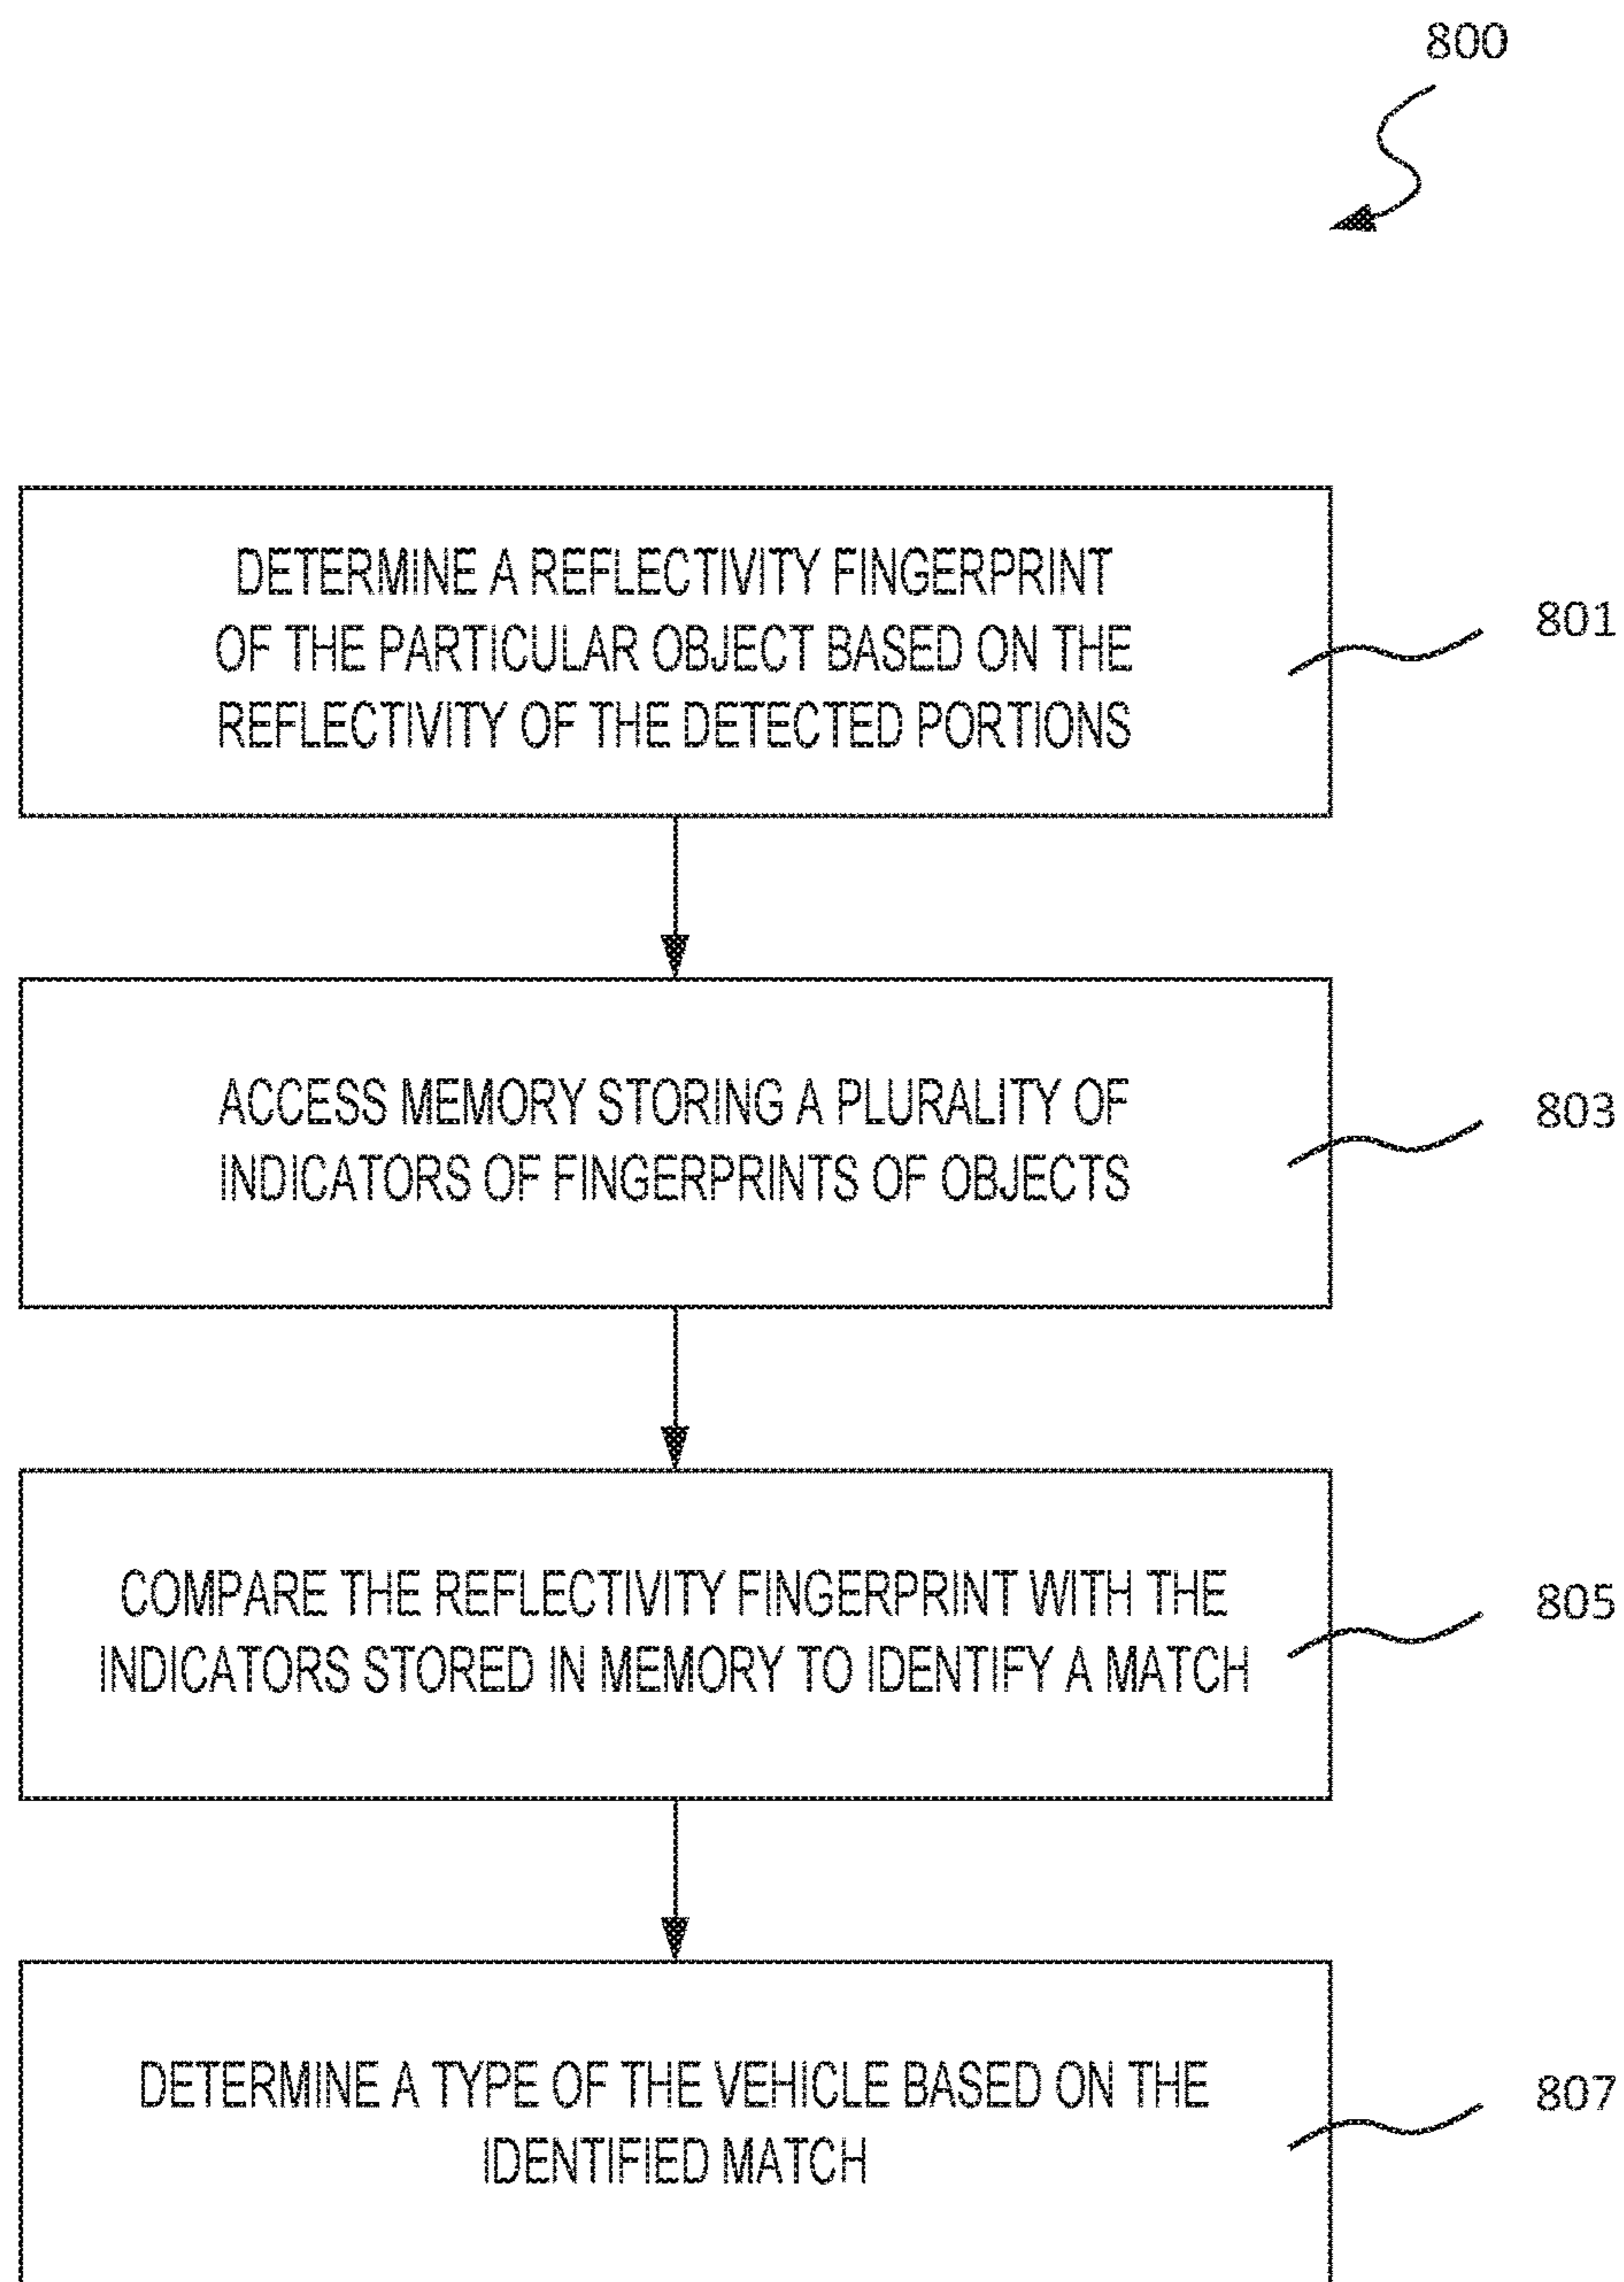 800
DETERMINE A REFLECTIVITY FINGERPRINT
OF THE PARTICULAR OBJECT BASED ON THE
REFLECTIVITY OF THE DETECTED PORTIONS
801
ACCESS MEMORY STORING A PLURALITY OF
INDICATORS OF FINGERPRINTS OF OBJECTS
803
COMPARE THE REFLECTIVITY FINGERPRINT WITH THE
INDICATORS STORED IN MEMORY TO IDENTIFY A MATCH
805
DETERMINE A TYPE OF THE VEHICLE BASED ON THE
IDENTIFIED MATCH
807